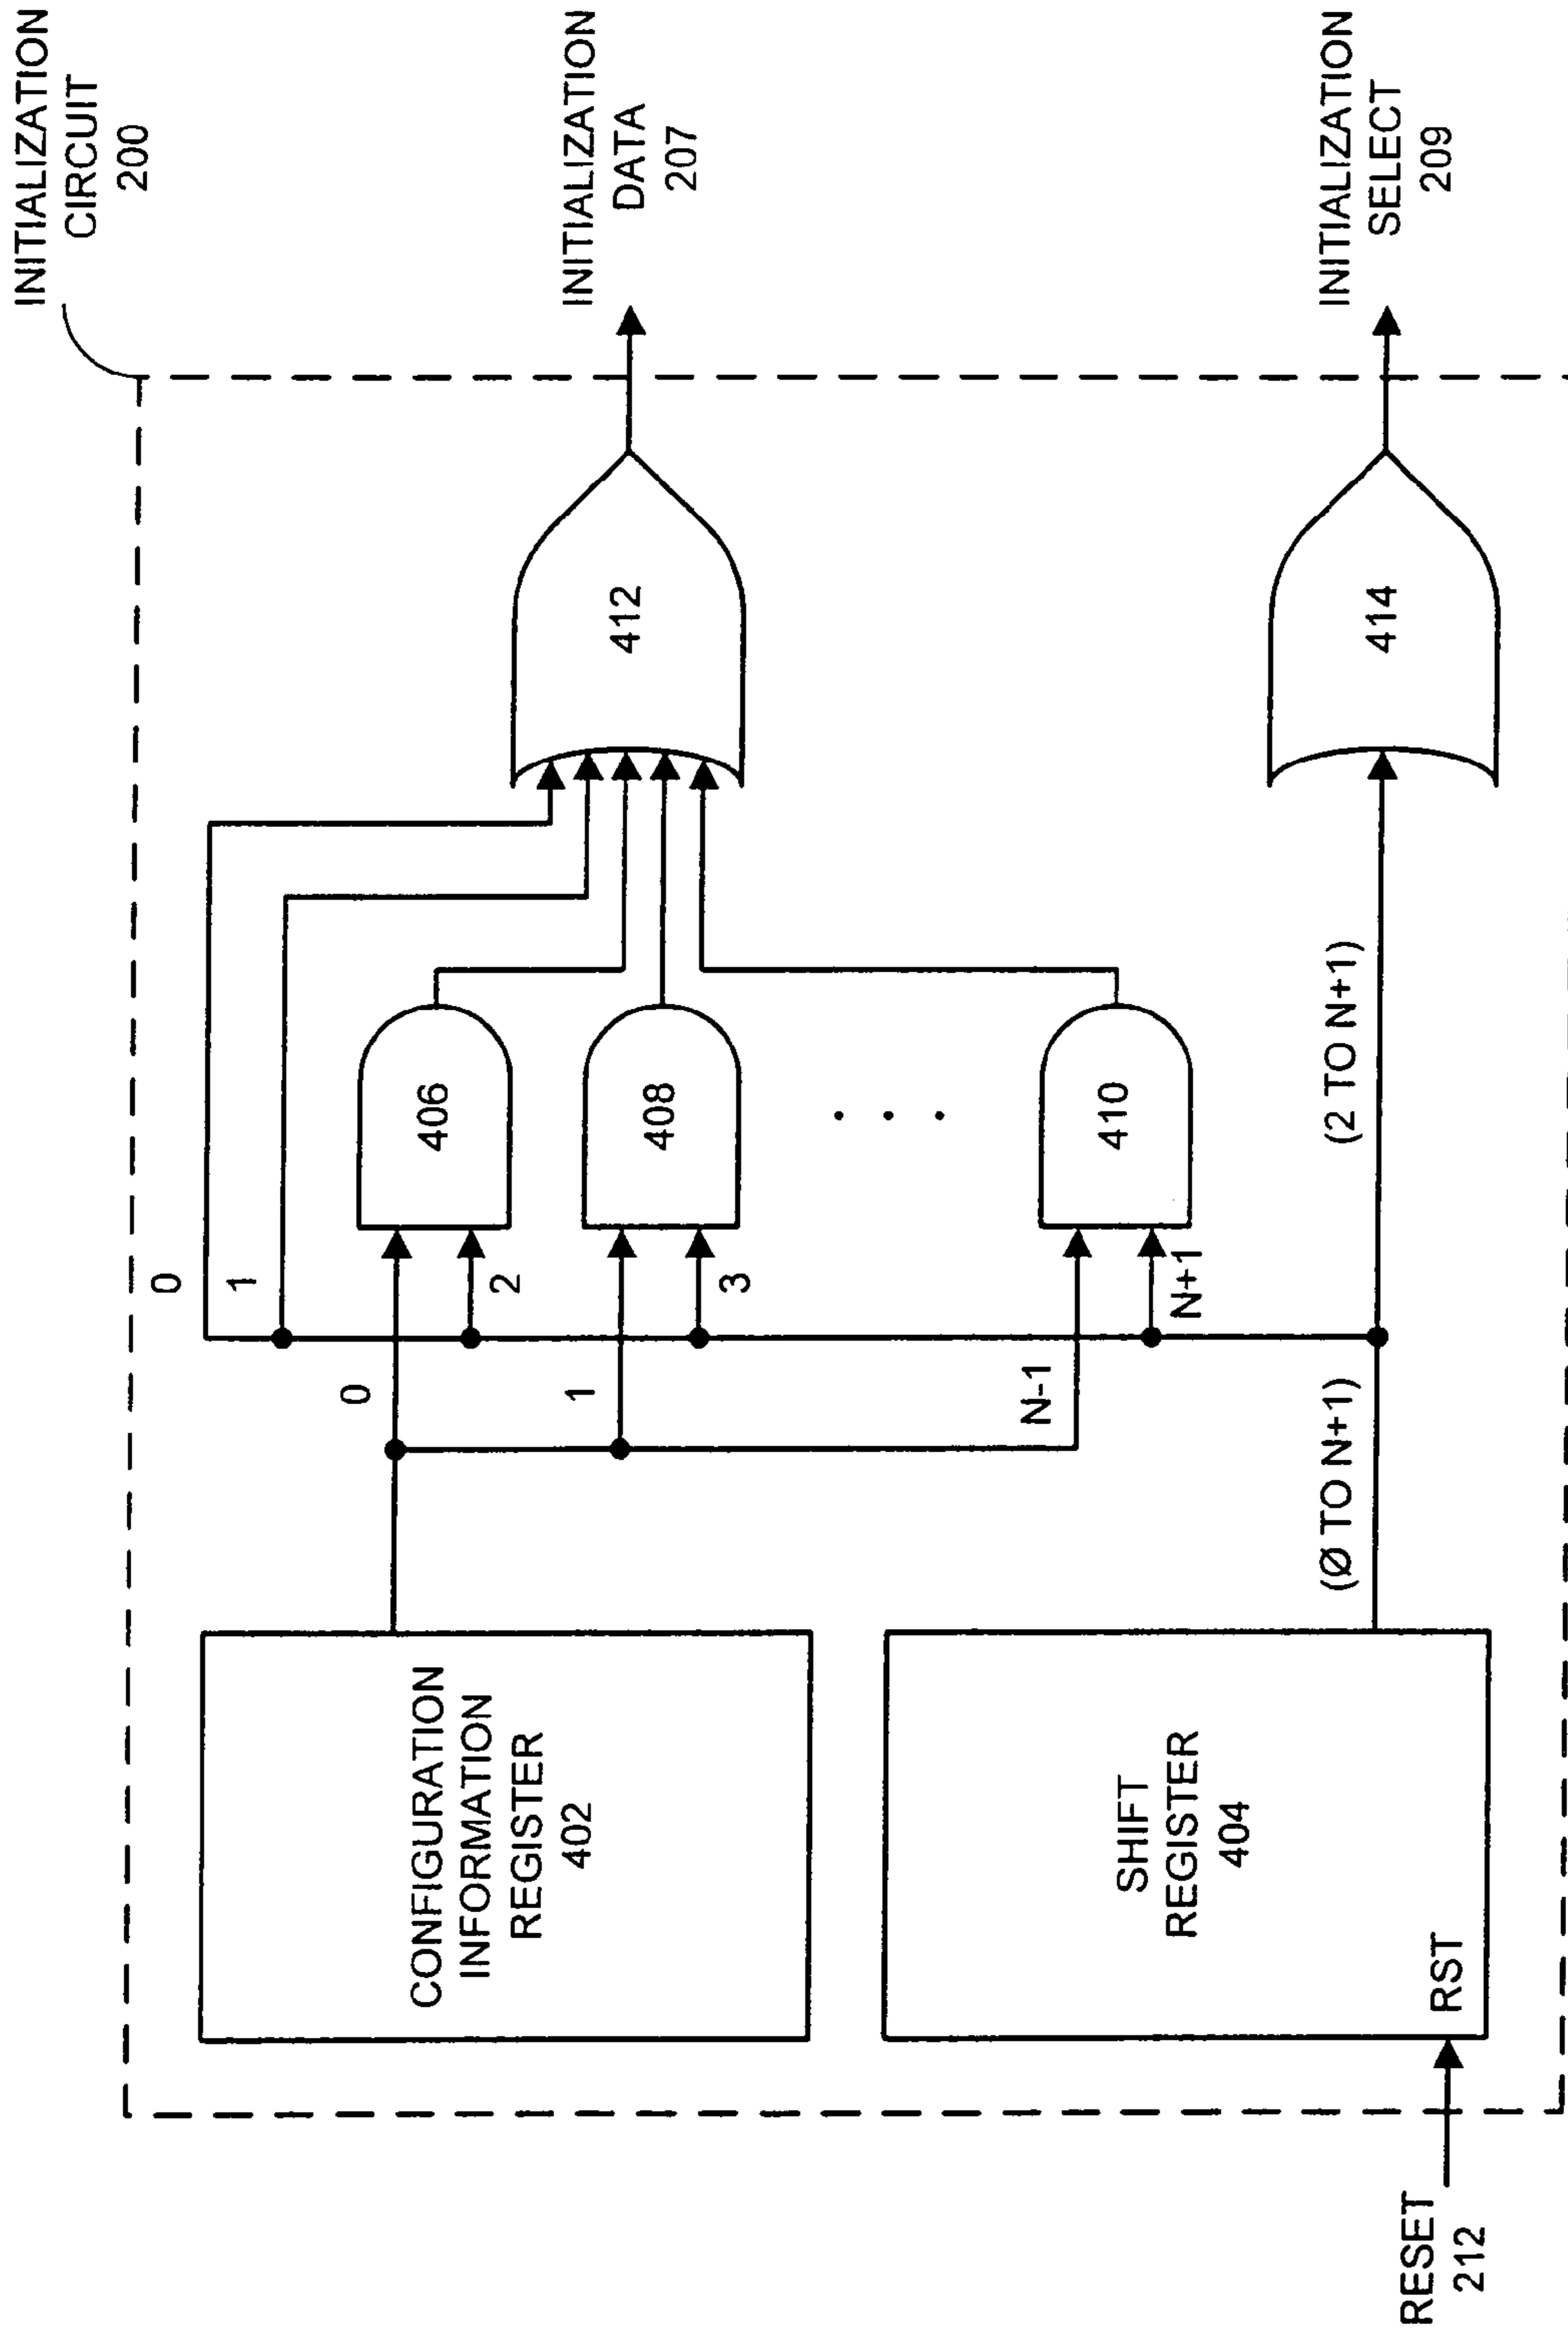 INITIALIZATION
CIRCUIT
200
INITIALIZATION
DATA
207
INITIALIZATION
SELECT
209
412
414
0
1
406
2
408
3
. . .
410
N+1
0
1
N-1
(2 TO N+1)
(Ø TO N+1)
CONFIGURATION
INFORMATION
REGISTER
402
SHIFT
REGISTER
404
RST
RESET
212